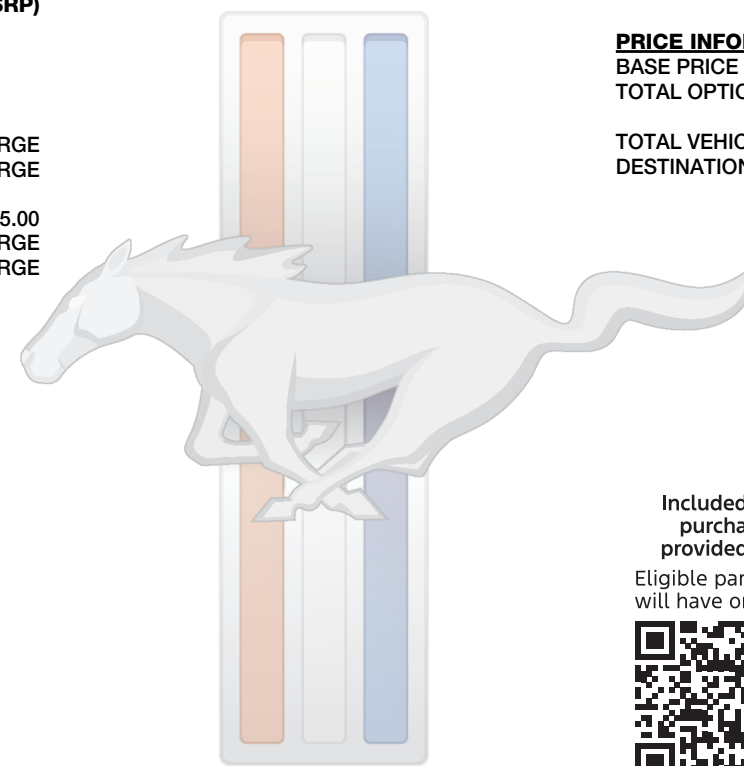 SRP)
RGE
RGE
5.00
RGE
RGE
PRICE INFO
BASE PRICE
TOTAL OPTIO
TOTAL VEHIC
DESTINATION
Included
purcha
provided
Eligible par
will have or